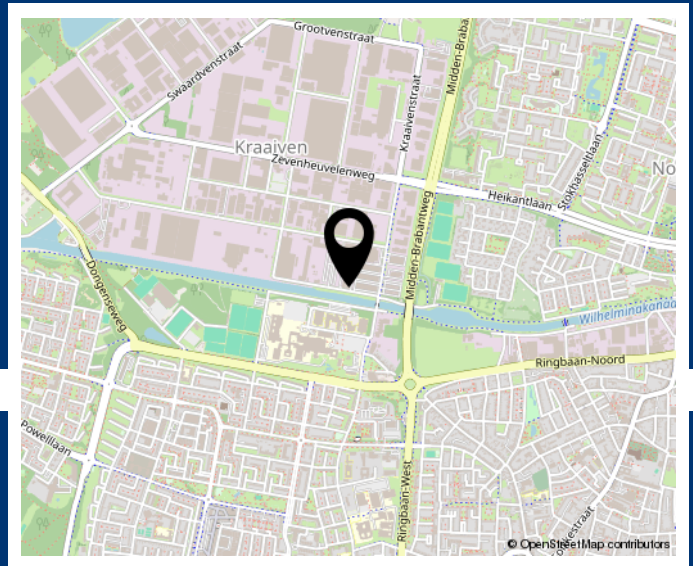 Grootvenstraat
Midden-Braba
Swaardvenstraat
Kraaivenstraat
Kraaiven
Zevenheuvelenweg
Stokhasseltlaan
No
Heikantlaan
Midden-Brabantweg
Dongenseweg
Wilhelminakanaa
Ringbaan-Noord
Powelllaan
Ringbaan-West
© OpenStreetMap contributors